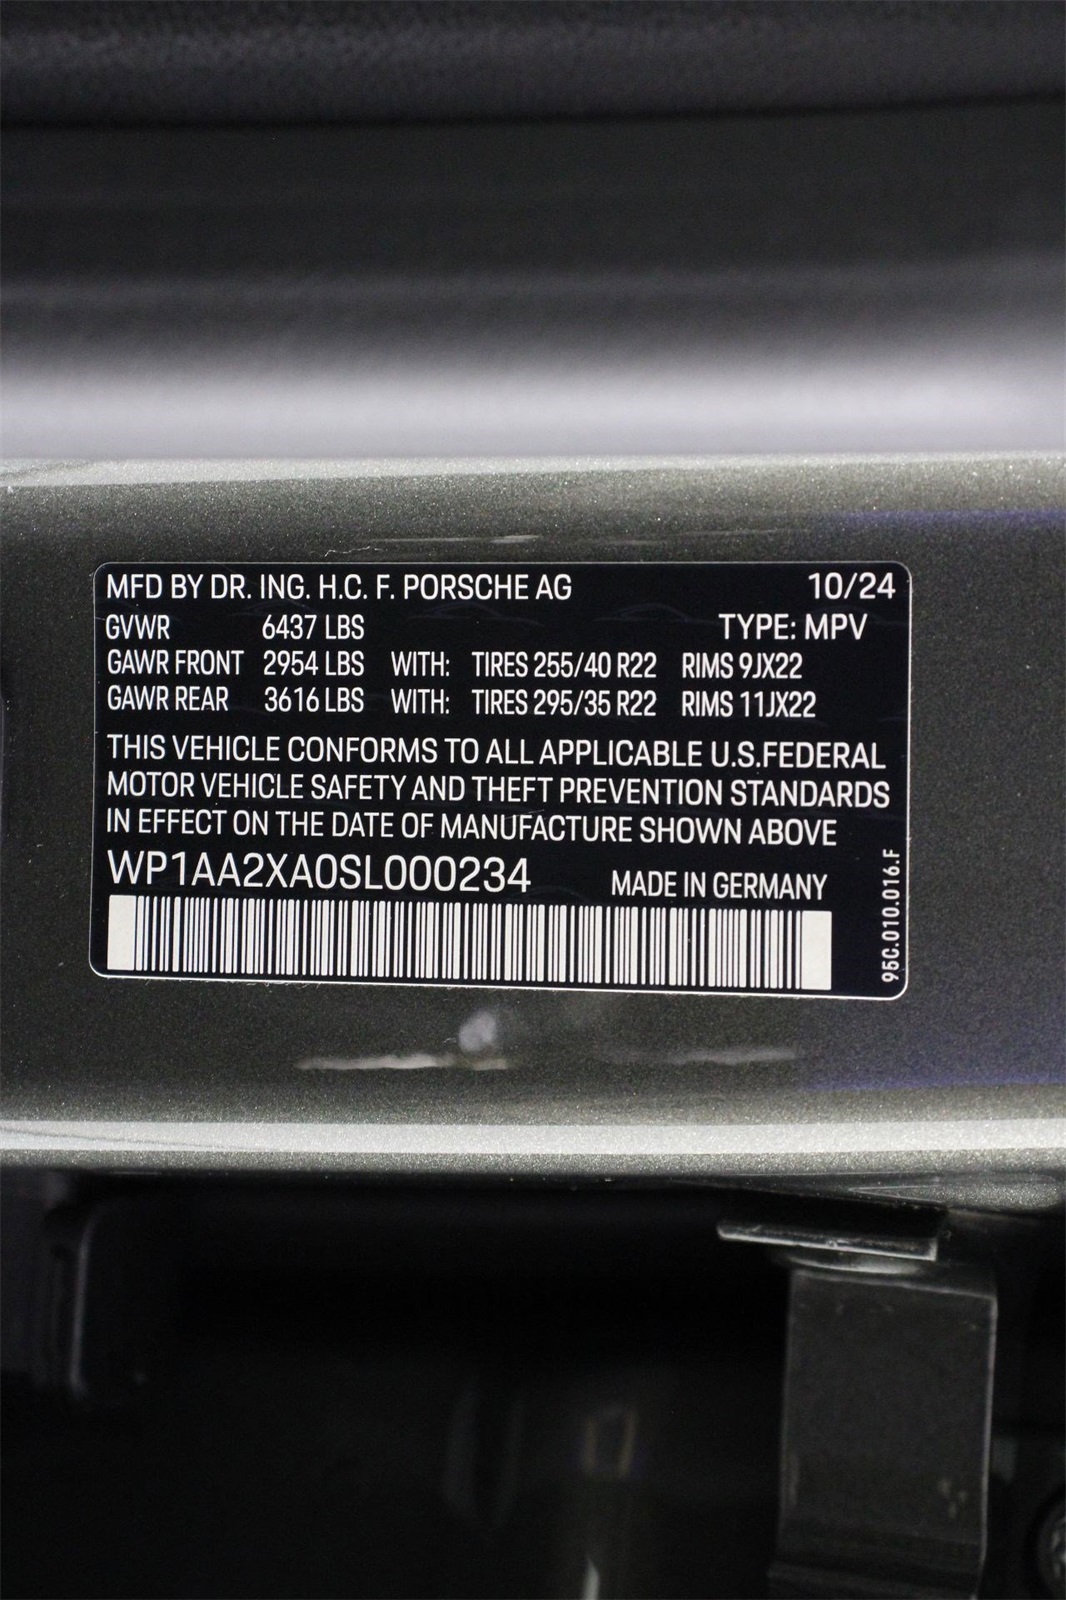 MFD BY DR. ING. H.C. F. PORSCHE AG 10/24
GVWR 6437 LBS TYPE: MPV
GAWR FRONT 2954 LBS WITH: TIRES 255/40 R22 RIMS 9JX22
GAWR REAR 3616 LBS WITH: TIRES 295/35 R22 RIMS 11JX22
THIS VEHICLE CONFORMS TO ALL APPLICABLE U.S.FEDERAL
MOTOR VEHICLE SAFETY AND THEFT PREVENTION STANDARDS
IN EFFECT ON THE DATE OF MANUFACTURE SHOWN ABOVE
WP1AA2XA0SL000234 MADE IN GERMANY
95C.010.016.F